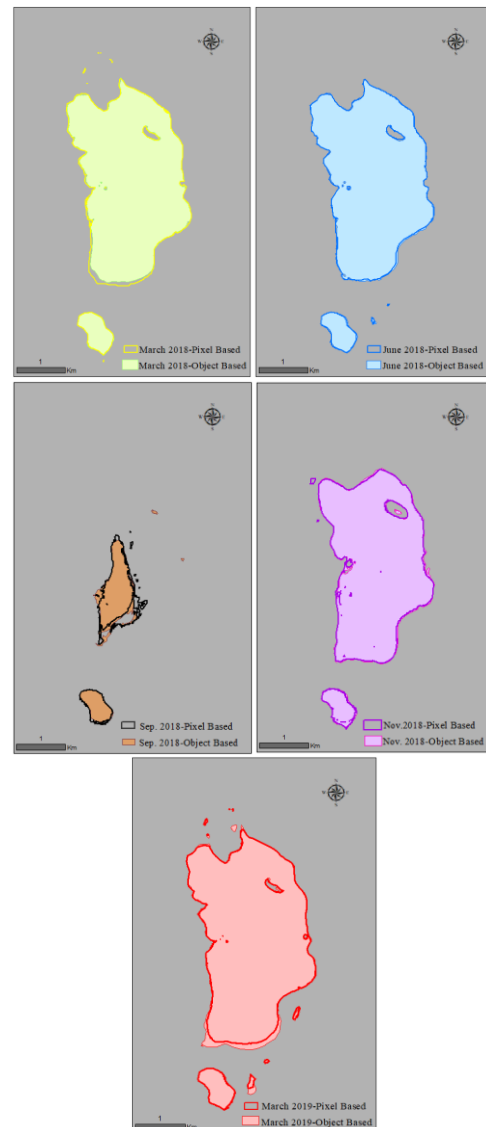 N
W E
S
March 2018-Pixel Based
March 2018-Object Based
1
Km
N
W E
S
June 2018-Pixel Based
June 2018-Object Based
1
Km
N
W E
S
Sep. 2018-Pixel Based
Sep. 2018-Object Based
1
Km
N
W E
S
Nov.2018-Pixel Based
Nov. 2018-Object Based
1
Km
N
W E
S
March 2019-Pixel Based
March 2019-Object Based
1
Km